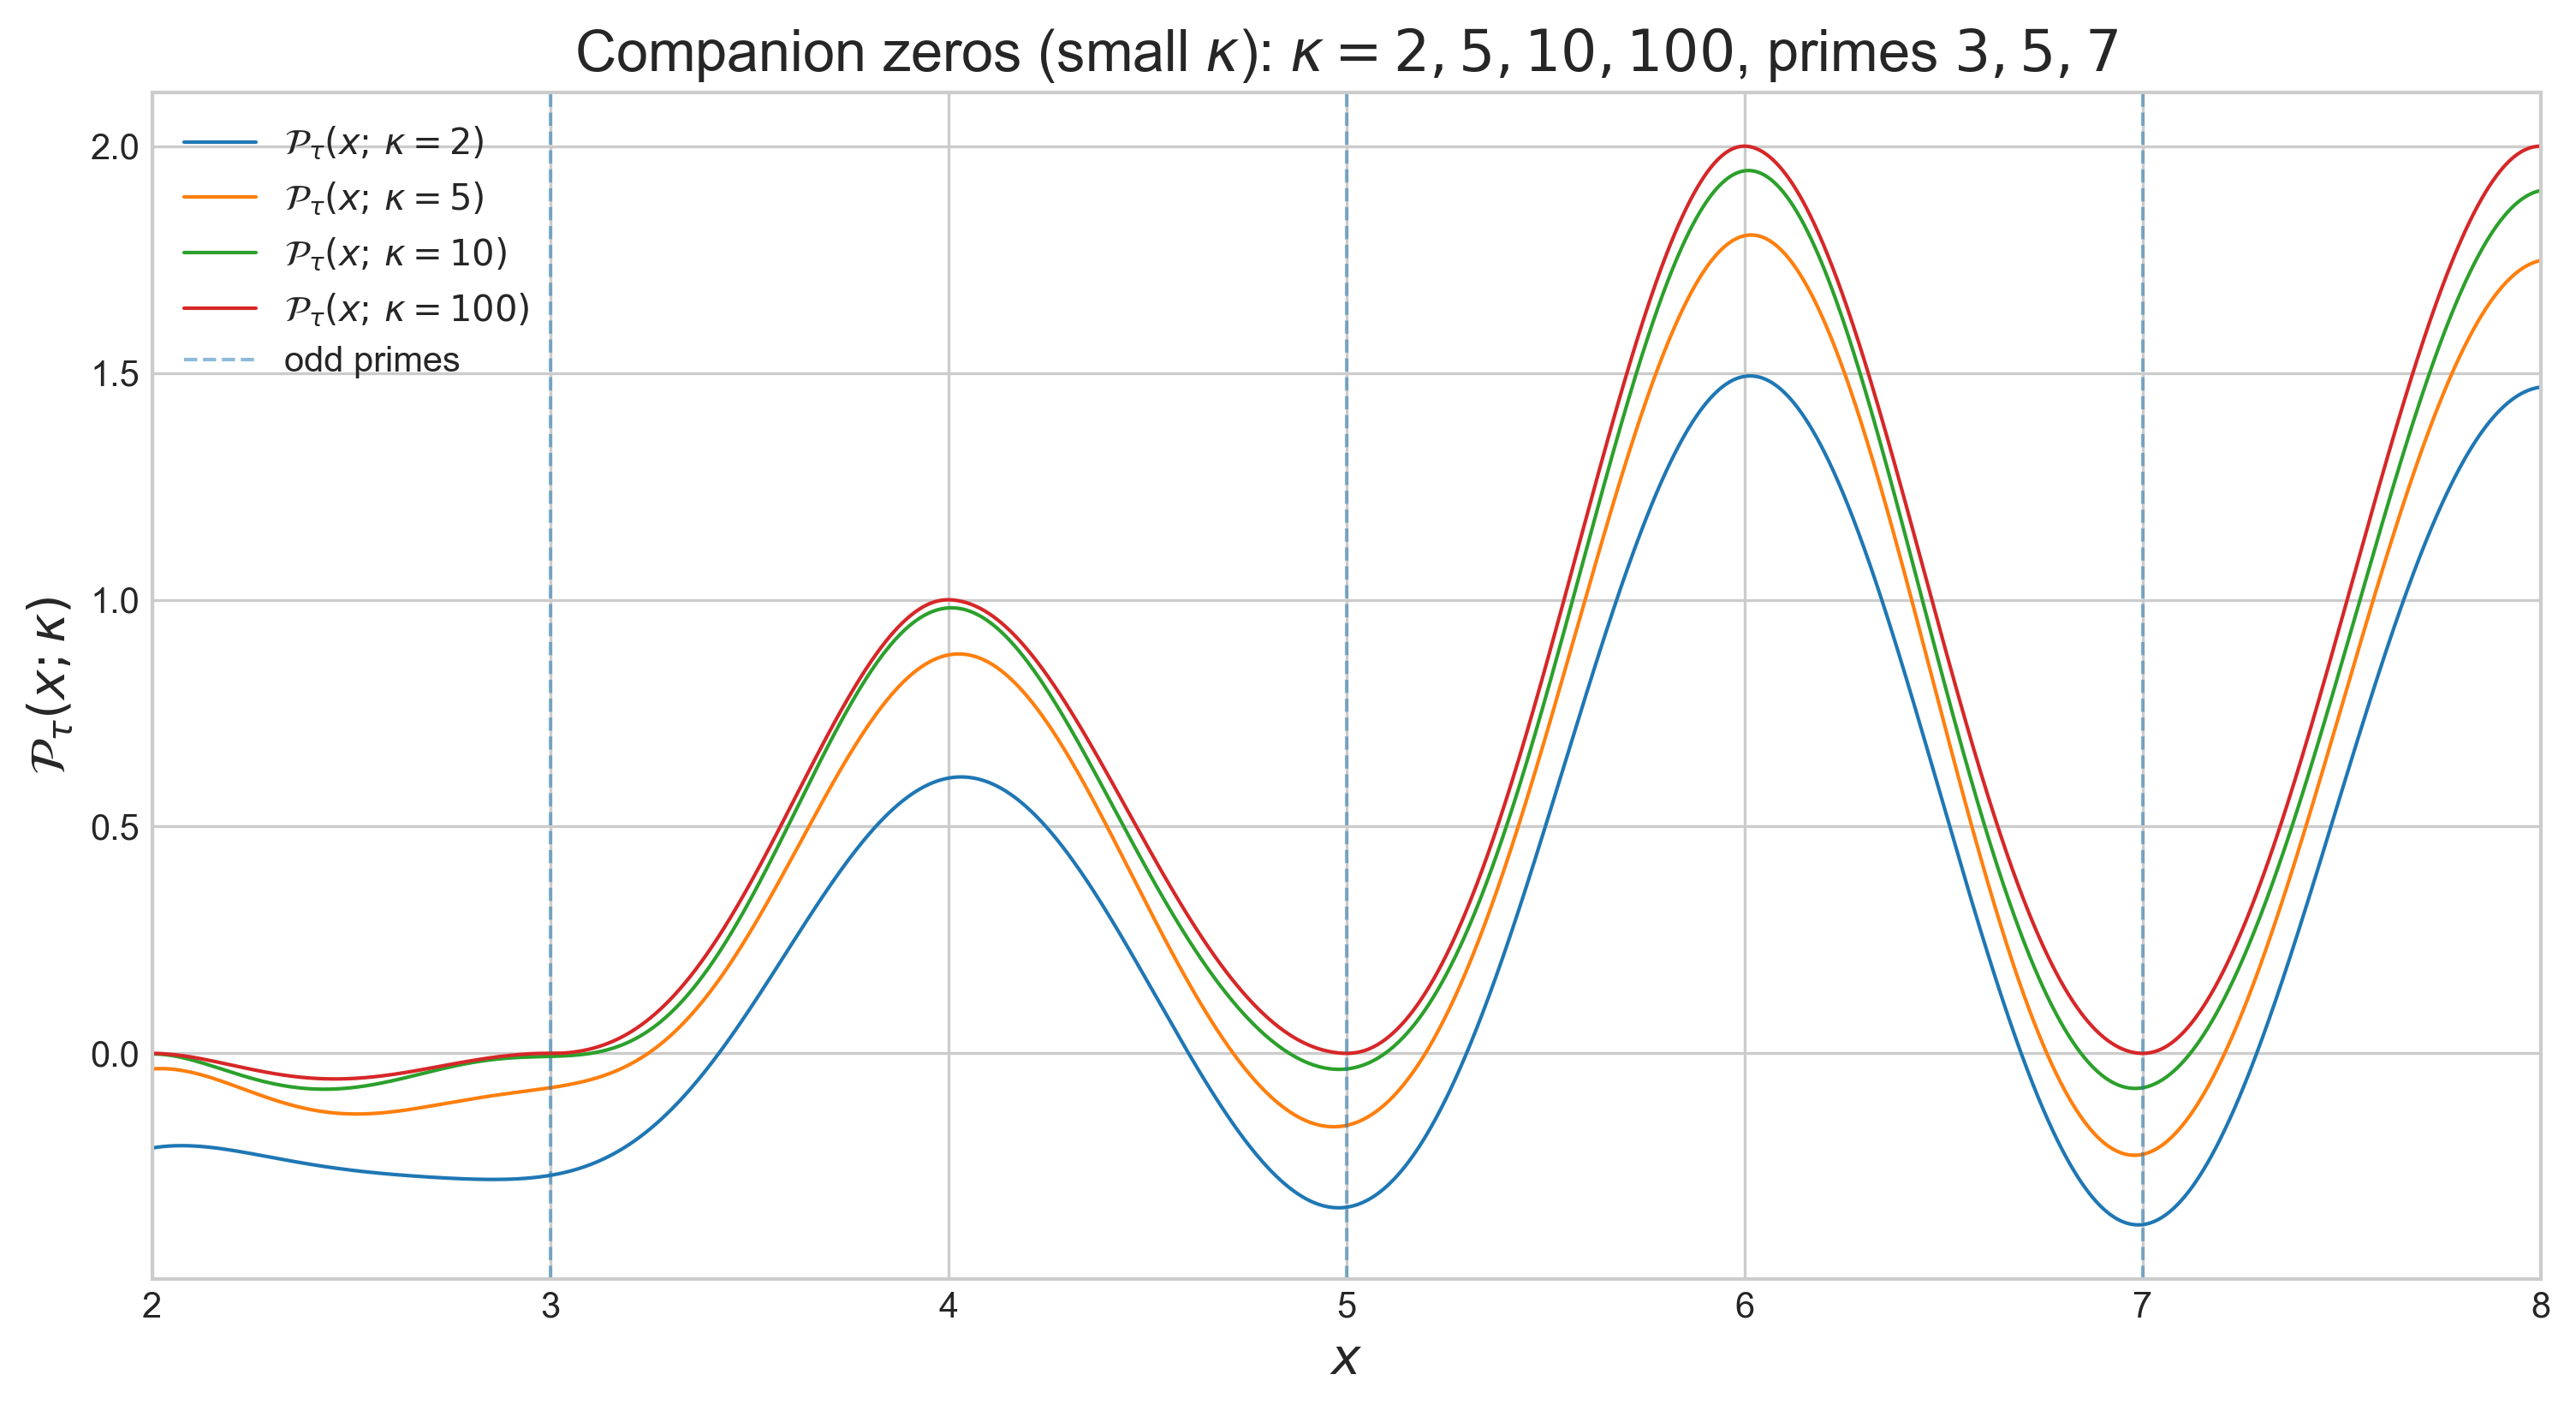 Companion zeros (small κ): κ = 2, 5, 10, 100, primes 3, 5, 7
𝒫τ(x; κ = 2)
𝒫τ(x; κ = 5)
𝒫τ(x; κ = 10)
𝒫τ(x; κ = 100)
odd primes
𝒫τ(x; κ)
2.0
1.5
1.0
0.5
0.0
2 3 4 5 6 7 8
x